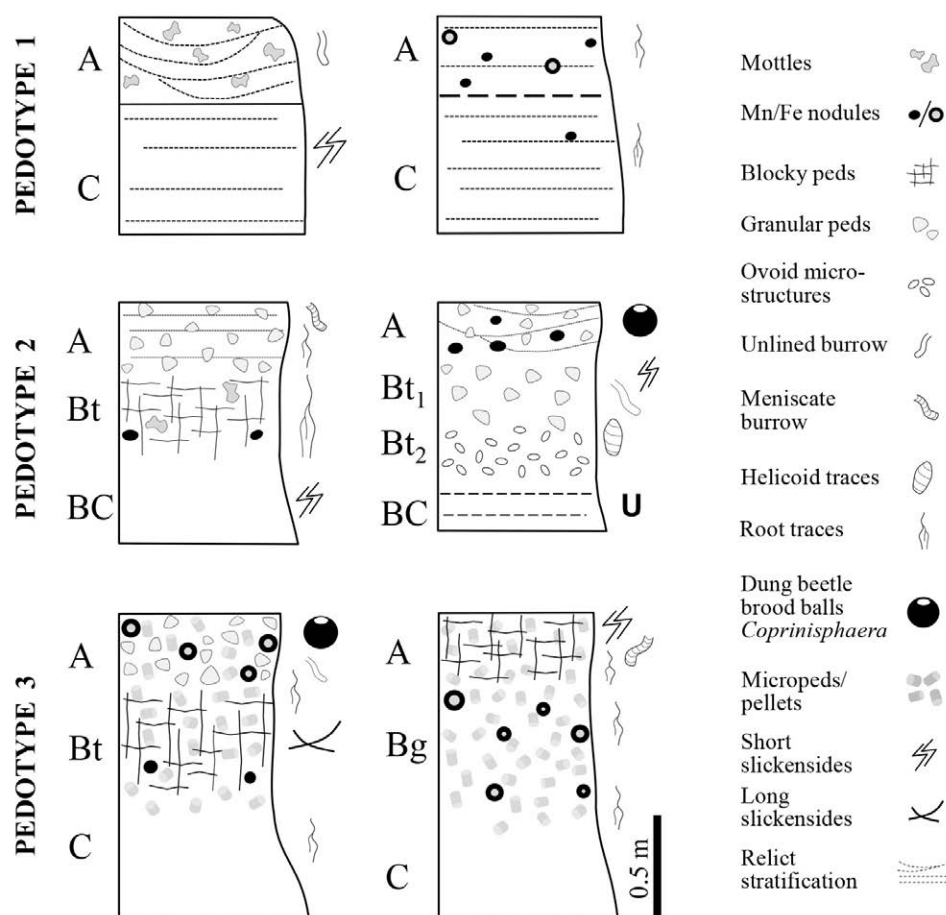 PEDOTYPE 1
A
C
A
C
PEDOTYPE 2
A
Bt
BC
A
Bt1
Bt2
BC
U
PEDOTYPE 3
A
Bt
C
A
Bg
C
0.5 m
Mottles
Mn/Fe nodules
/
Blocky peds
Granular peds
Ovoid micro-
structures
Unlined burrow
Meniscate
burrow
Helicoid traces
Root traces
Dung beetle
brood balls
Coprinisphaera
Micropeds/
pellets
Short
slickensides
Long
slickensides
Relict
stratification